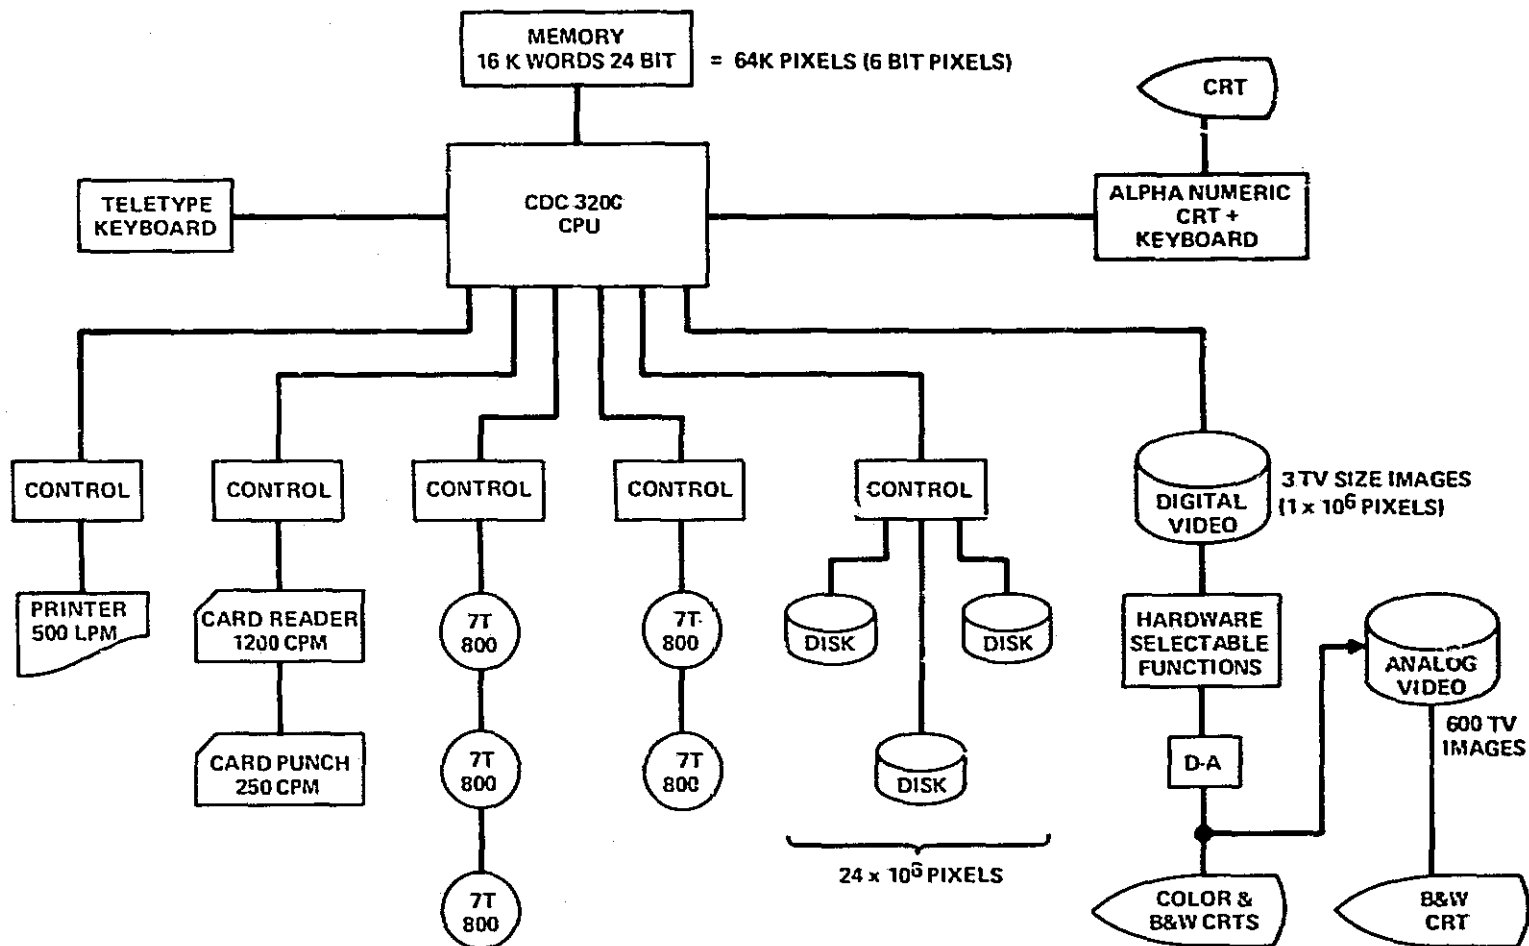 MEMORY
16 K WORDS 24 BIT
= 64K PIXELS (6 BIT PIXELS)
CRT
TELETYPE
KEYBOARD
CDC 3200
CPU
ALPHA NUMERIC
CRT +
KEYBOARD
CONTROL
CONTROL
CONTROL
CONTROL
CONTROL
DIGITAL
VIDEO
3 TV SIZE IMAGES
(1 x 10⁶ PIXELS)
PRINTER
500 LPM
CARD READER
1200 CPM
7T
800
7T
800
DISK
DISK
HARDWARE
SELECTABLE
FUNCTIONS
ANALOG
VIDEO
600 TV
IMAGES
CARD PUNCH
250 CPM
7T
800
7T
800
DISK
D-A
24 x 10⁶ PIXELS
7T
800
COLOR &
B&W CRTS
B&W
CRT